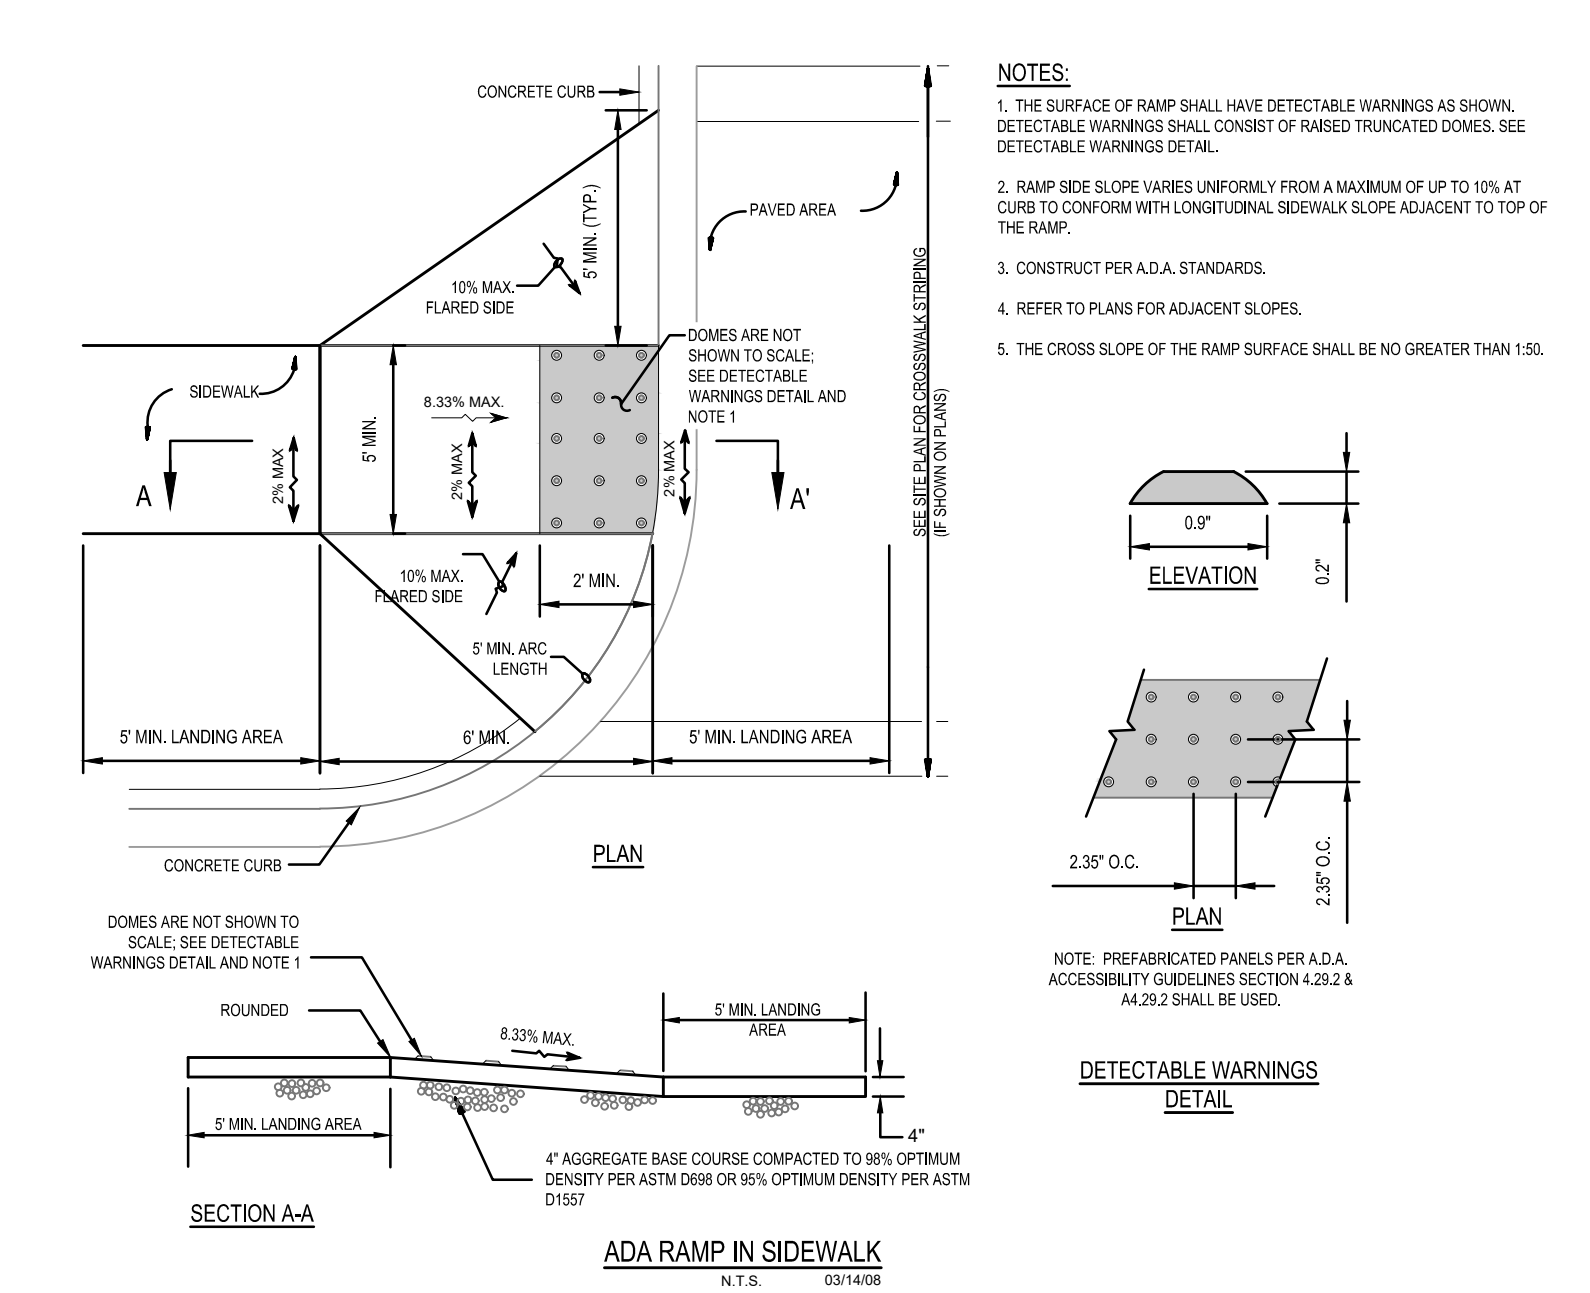 CONCRETE CURB
5' MIN. (TYP.)
PAVED AREA
10% MAX.
FLARED SIDE
SEE SITE PLAN FOR CROSSWALK STRIPING
(IF SHOWN ON PLANS)
DOMES ARE NOT
SHOWN TO SCALE;
SEE DETECTABLE
WARNINGS DETAIL AND
NOTE 1
SIDEWALK
8.33% MAX.
5' MIN.
2% MAX
2% MAX
2% MAX
A
A'
10% MAX.
FLARED SIDE
2' MIN.
5' MIN. ARC
LENGTH
5' MIN. LANDING AREA
6' MIN.
5' MIN. LANDING AREA
CONCRETE CURB
PLAN
DOMES ARE NOT SHOWN TO
SCALE; SEE DETECTABLE
WARNINGS DETAIL AND NOTE 1
ROUNDED
8.33% MAX.
5' MIN. LANDING
AREA
5' MIN. LANDING AREA
4"
4" AGGREGATE BASE COURSE COMPACTED TO 98% OPTIMUM
DENSITY PER ASTM D698 OR 95% OPTIMUM DENSITY PER ASTM
D1557
SECTION A-A
ADA RAMP IN SIDEWALK
N.T.S. 03/14/08
NOTES:
1. THE SURFACE OF RAMP SHALL HAVE DETECTABLE WARNINGS AS SHOWN.
DETECTABLE WARNINGS SHALL CONSIST OF RAISED TRUNCATED DOMES. SEE
DETECTABLE WARNINGS DETAIL.
2. RAMP SIDE SLOPE VARIES UNIFORMLY FROM A MAXIMUM OF UP TO 10% AT
CURB TO CONFORM WITH LONGITUDINAL SIDEWALK SLOPE ADJACENT TO TOP OF
THE RAMP.
3. CONSTRUCT PER A.D.A. STANDARDS.
4. REFER TO PLANS FOR ADJACENT SLOPES.
5. THE CROSS SLOPE OF THE RAMP SURFACE SHALL BE NO GREATER THAN 1:50.
0.9"
0.2"
ELEVATION
2.35" O.C.
2.35" O.C.
PLAN
NOTE: PREFABRICATED PANELS PER A.D.A.
ACCESSIBILITY GUIDELINES SECTION 4.29.2 &
A4.29.2 SHALL BE USED.
DETECTABLE WARNINGS
DETAIL